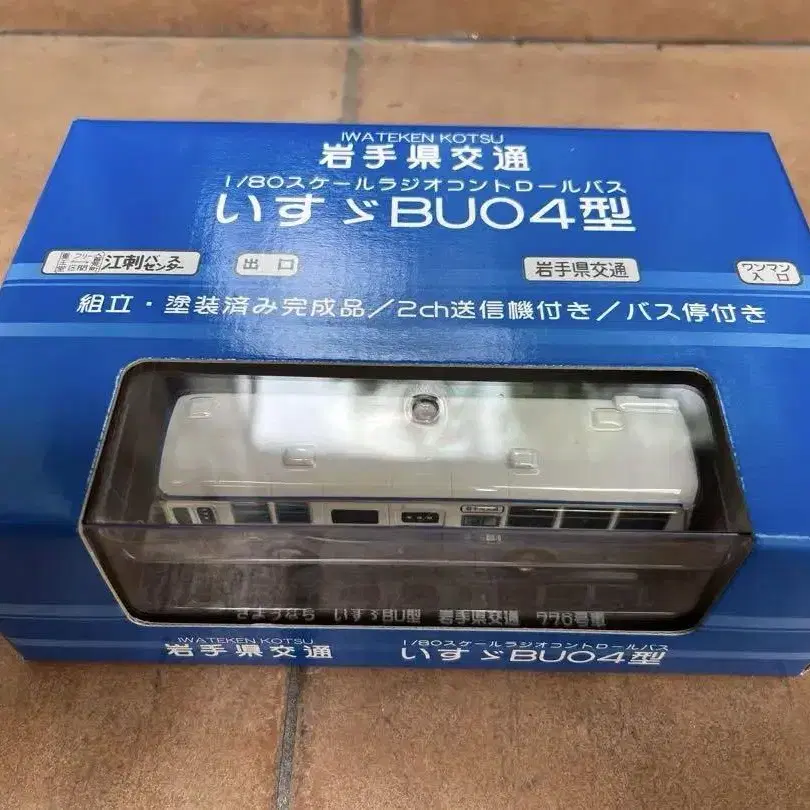 IWATEKEN KOTSU
岩手県交通
1/80スケールラジオコントロールバス
いすゞBU04型
江刺バスセンター 出口 岩手県交通 ワンマン入口
組立・塗装済み完成品/2ch送信機付き/バス停付き
さようなら いすゞBU型 岩手県交通 776号車
IWATEKEN KOTSU
岩手県交通
1/80スケールラジオコントロールバス
いすゞBU04型